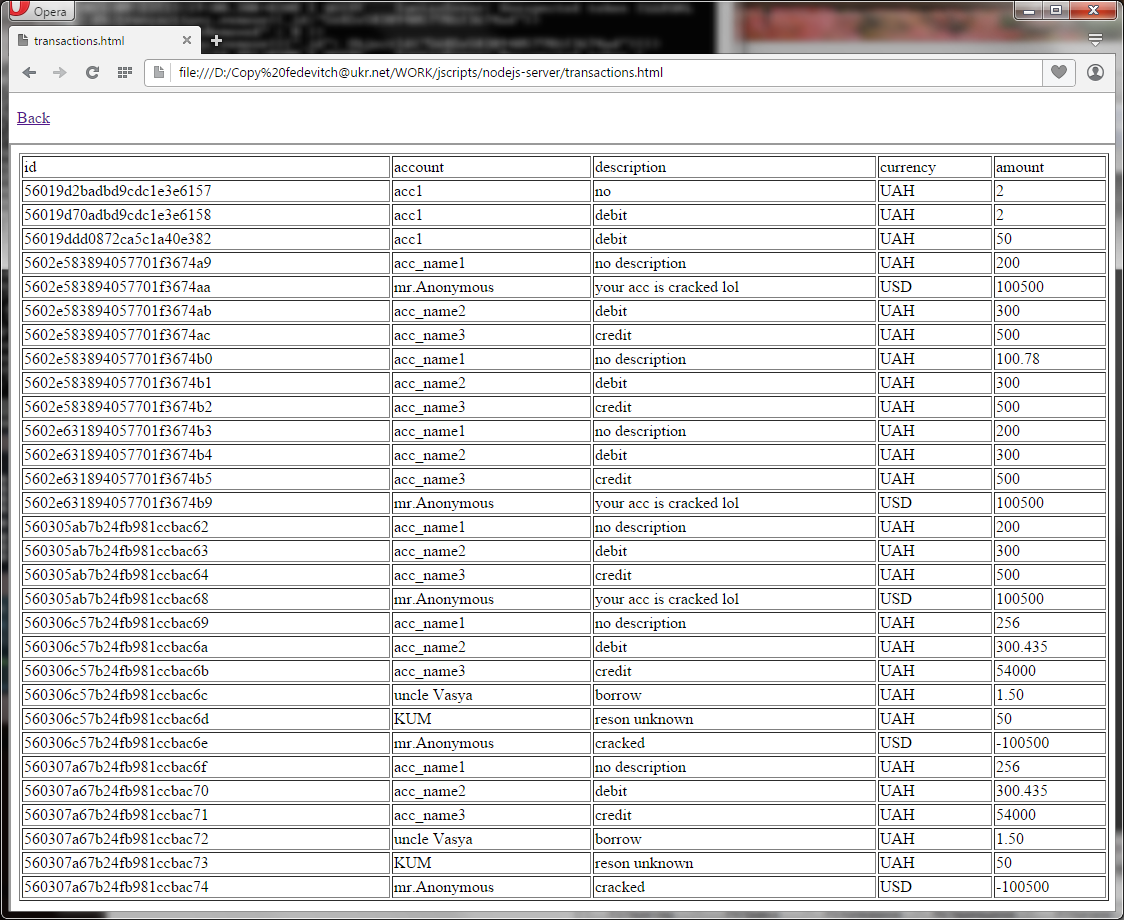 Opera
transactions.html
file:///D:/Copy%20fedevitch@ukr.net/WORK/jscripts/nodejs-server/transactions.html
Back
id account description currency amount
56019d2badbd9cdc1e3e6157 acc1 no UAH 2
56019d70adbd9cdc1e3e6158 acc1 debit UAH 2
56019ddd0872ca5c1a40e382 acc1 debit UAH 50
5602e583894057701f3674a9 acc_name1 no description UAH 200
5602e583894057701f3674aa mr.Anonymous your acc is cracked lol USD 100500
5602e583894057701f3674ab acc_name2 debit UAH 300
5602e583894057701f3674ac acc_name3 credit UAH 500
5602e583894057701f3674b0 acc_name1 no description UAH 100.78
5602e583894057701f3674b1 acc_name2 debit UAH 300
5602e583894057701f3674b2 acc_name3 credit UAH 500
5602e631894057701f3674b3 acc_name1 no description UAH 200
5602e631894057701f3674b4 acc_name2 debit UAH 300
5602e631894057701f3674b5 acc_name3 credit UAH 500
5602e631894057701f3674b9 mr.Anonymous your acc is cracked lol USD 100500
560305ab7b24fb981ccbac62 acc_name1 no description UAH 200
560305ab7b24fb981ccbac63 acc_name2 debit UAH 300
560305ab7b24fb981ccbac64 acc_name3 credit UAH 500
560305ab7b24fb981ccbac68 mr.Anonymous your acc is cracked lol USD 100500
560306c57b24fb981ccbac69 acc_name1 no description UAH 256
560306c57b24fb981ccbac6a acc_name2 debit UAH 300.435
560306c57b24fb981ccbac6b acc_name3 credit UAH 54000
560306c57b24fb981ccbac6c uncle Vasya borrow UAH 1.50
560306c57b24fb981ccbac6d KUM reson unknown UAH 50
560306c57b24fb981ccbac6e mr.Anonymous cracked USD -100500
560307a67b24fb981ccbac6f acc_name1 no description UAH 256
560307a67b24fb981ccbac70 acc_name2 debit UAH 300.435
560307a67b24fb981ccbac71 acc_name3 credit UAH 54000
560307a67b24fb981ccbac72 uncle Vasya borrow UAH 1.50
560307a67b24fb981ccbac73 KUM reson unknown UAH 50
560307a67b24fb981ccbac74 mr.Anonymous cracked USD -100500